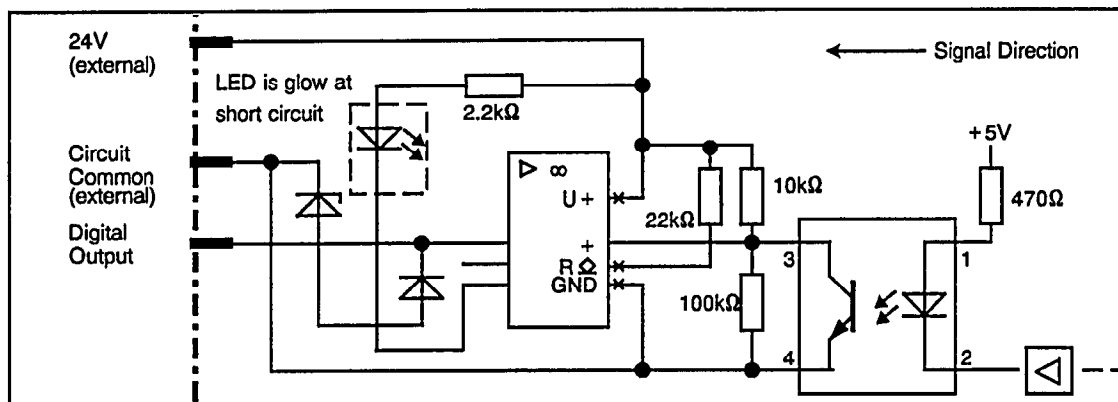 24V
(external)
LED is glow at
short circuit
2.2kΩ
Signal Direction
Circuit
Common
(external)
Digital
Output
▷ ∞
U+
+
R ◇
GND
22kΩ
10kΩ
100kΩ
+5V
470Ω
3
4
1
2